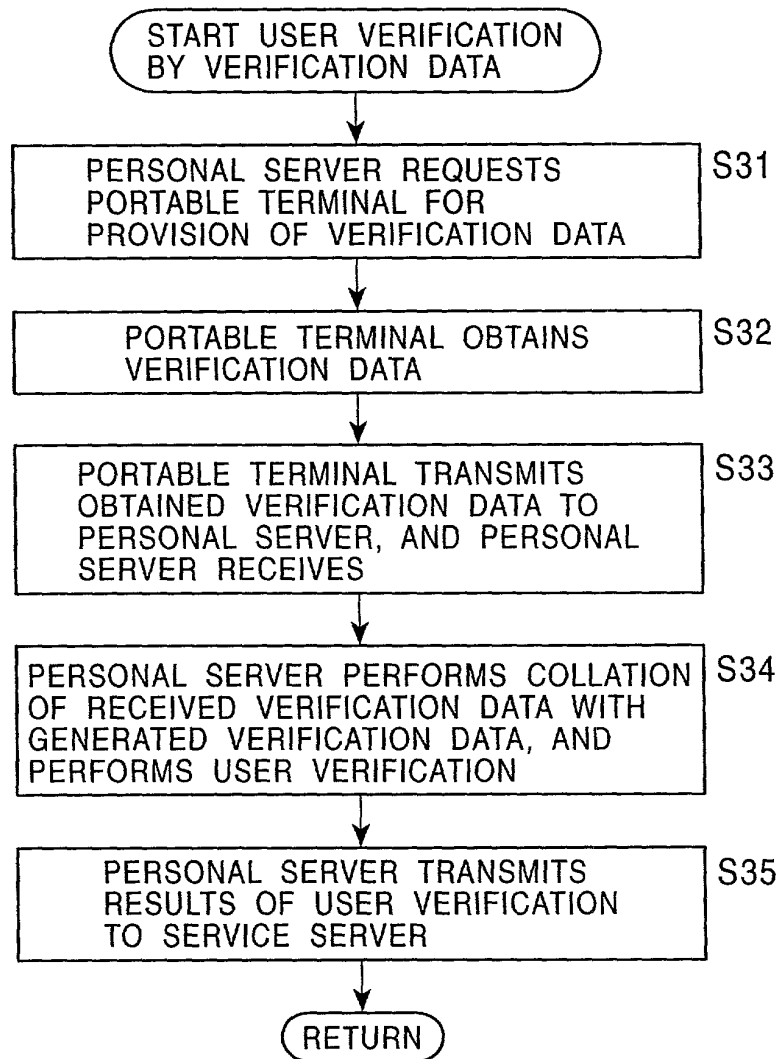 START USER VERIFICATION
BY VERIFICATION DATA
PERSONAL SERVER REQUESTS
PORTABLE TERMINAL FOR
PROVISION OF VERIFICATION DATA
S31
PORTABLE TERMINAL OBTAINS
VERIFICATION DATA
S32
PORTABLE TERMINAL TRANSMITS
OBTAINED VERIFICATION DATA TO
PERSONAL SERVER, AND PERSONAL
SERVER RECEIVES
S33
PERSONAL SERVER PERFORMS COLLATION
OF RECEIVED VERIFICATION DATA WITH
GENERATED VERIFICATION DATA, AND
PERFORMS USER VERIFICATION
S34
PERSONAL SERVER TRANSMITS
RESULTS OF USER VERIFICATION
TO SERVICE SERVER
S35
RETURN